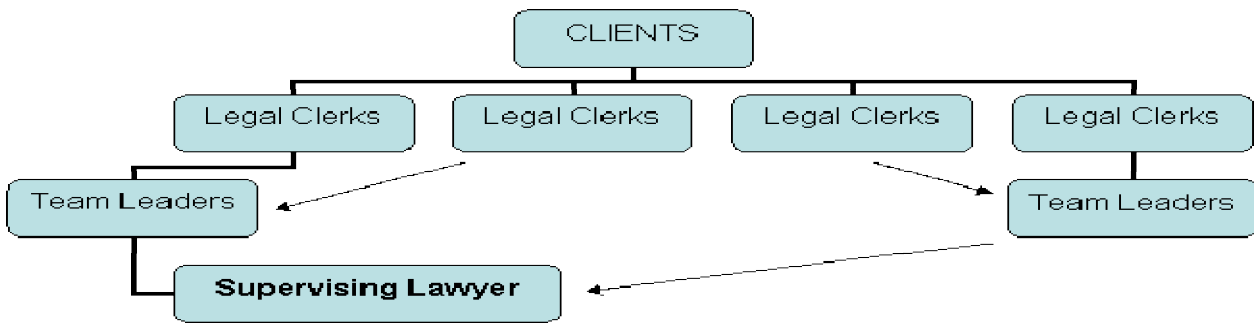 CLIENTS
Legal Clerks
Legal Clerks
Legal Clerks
Legal Clerks
Team Leaders
Team Leaders
Supervising Lawyer